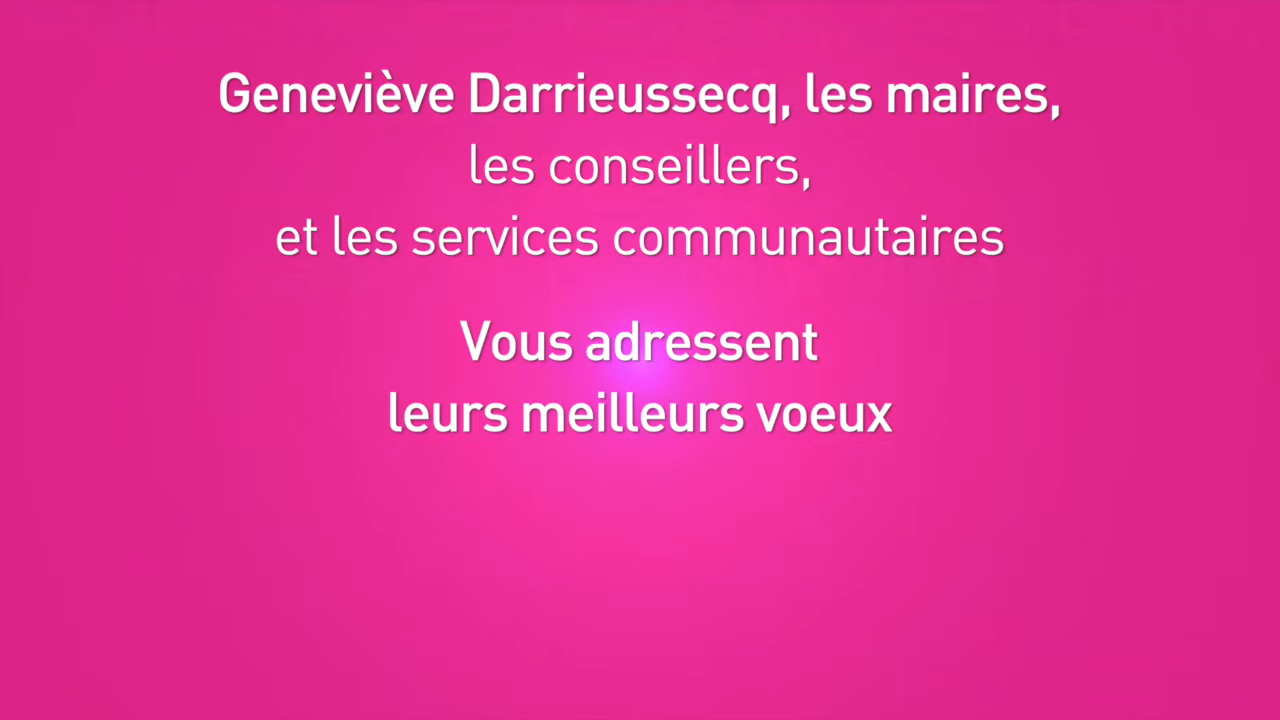 Geneviève Darrieussecq, les maires,
les conseillers,
et les services communautaires
Vous adressent
leurs meilleurs voeux